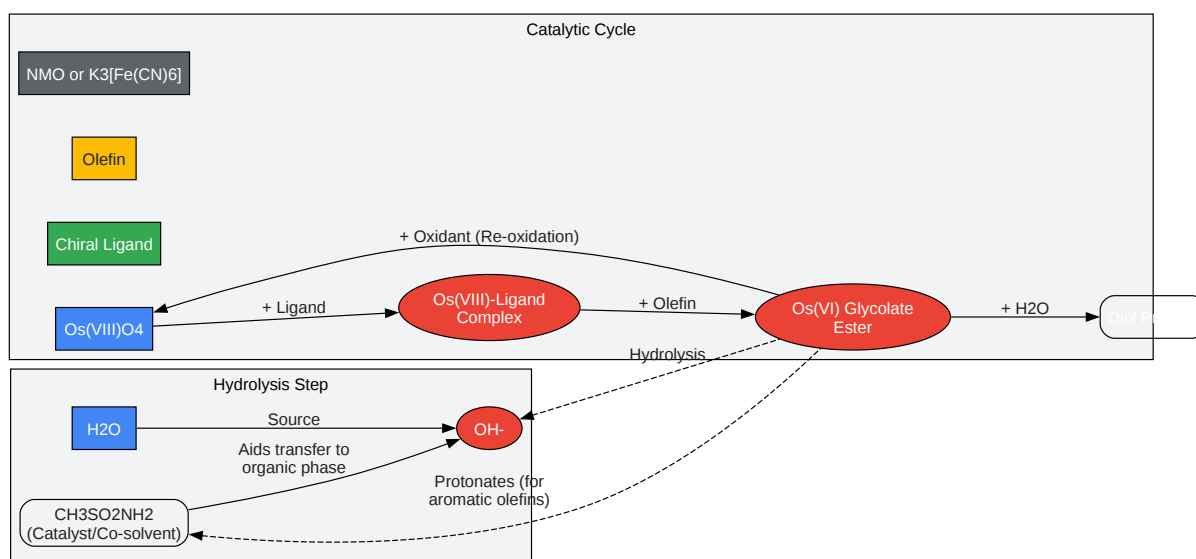 Catalytic Cycle
NMO or K3[Fe(CN)6]
Olefin
Chiral Ligand
+ Oxidant (Re-oxidation)
Os(VIII)O4
+ Ligand
Os(VIII)-Ligand
Complex
+ Olefin
Os(VI) Glycolate
Ester
+ H2O
Diol
Hydrolysis
Hydrolysis Step
H2O
Source
OH-
Aids transfer to
organic phase
Protonates (for
aromatic olefins)
CH3SO2NH2
(Catalyst/Co-solvent)